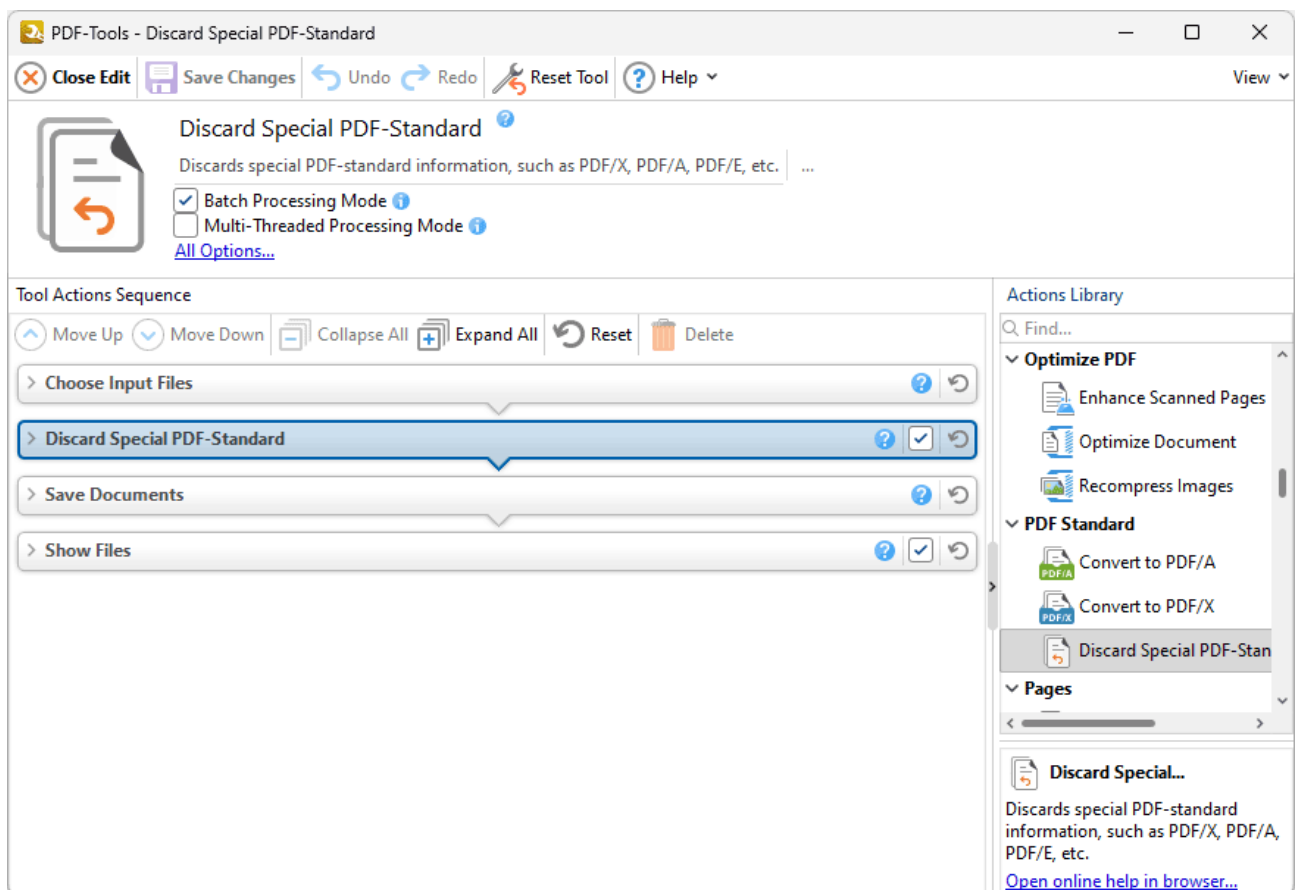 PDF-Tools - Discard Special PDF-Standard
Close Edit Save Changes Undo Redo Reset Tool Help View
Discard Special PDF-Standard
Discards special PDF-standard information, such as PDF/X, PDF/A, PDF/E, etc. ...
Batch Processing Mode
Multi-Threaded Processing Mode
All Options...
Tool Actions Sequence
Move Up Move Down Collapse All Expand All Reset Delete
Choose Input Files
Discard Special PDF-Standard
Save Documents
Show Files
Actions Library
Find...
Optimize PDF
Enhance Scanned Pages
Optimize Document
Recompress Images
PDF Standard
PDF/A Convert to PDF/A
PDF/X Convert to PDF/X
Discard Special PDF-Stan
Pages
Discard Special...
Discards special PDF-standard
information, such as PDF/X, PDF/A,
PDF/E, etc.
Open online help in browser...